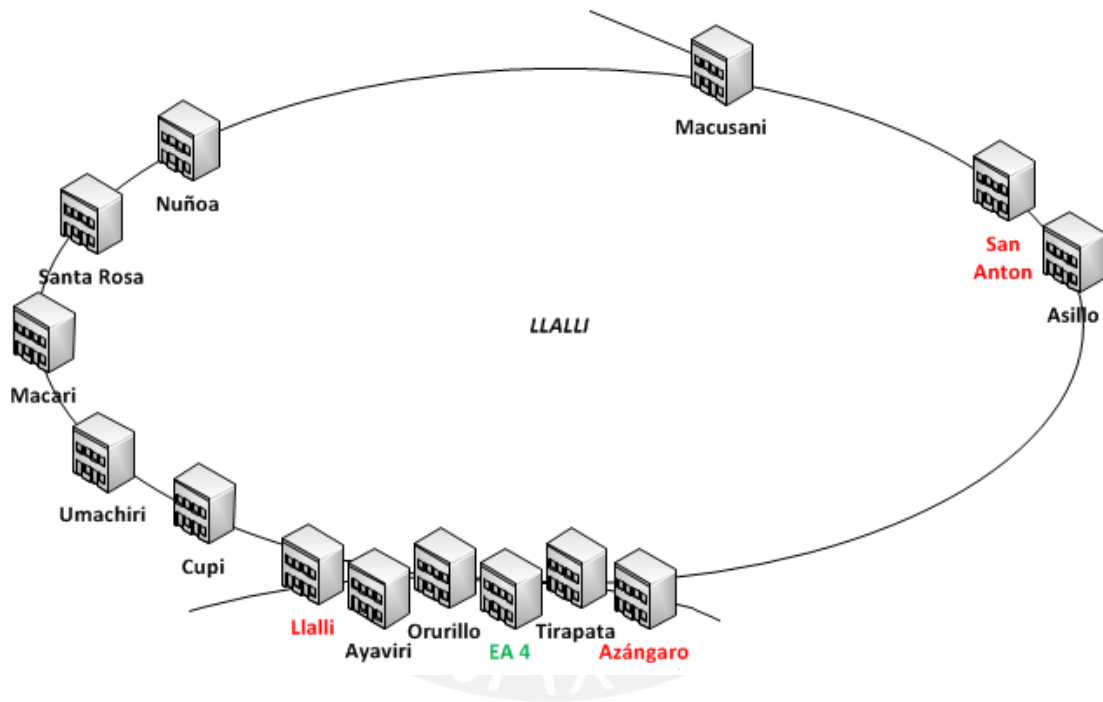 Macusani
Nuñoa
San
Anton
Santa Rosa
Asillo
LLALLI
Macari
Umachiri
Cupi
Llalli
Ayaviri
Orurillo
EA 4
Tirapata
Azángaro